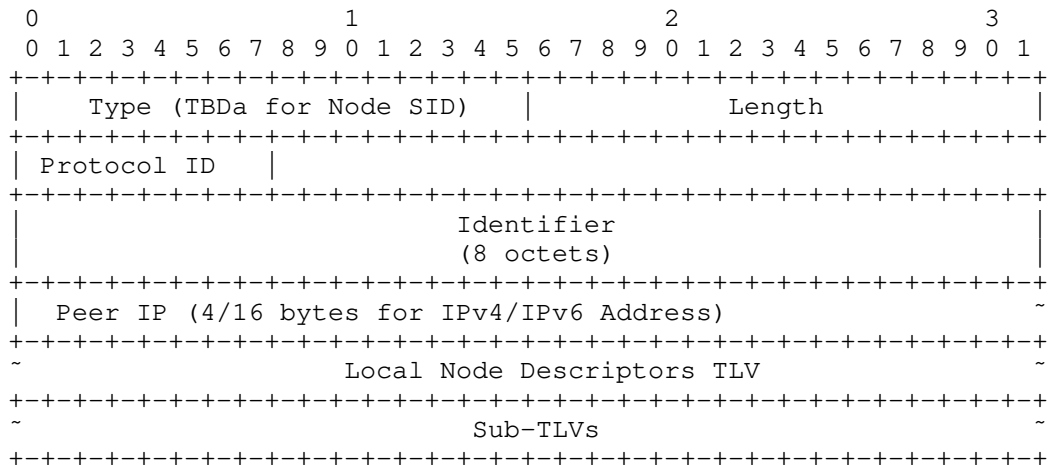 0                   1                   2                   3
0 1 2 3 4 5 6 7 8 9 0 1 2 3 4 5 6 7 8 9 0 1 2 3 4 5 6 7 8 9 0 1
+-+-+-+-+-+-+-+-+-+-+-+-+-+-+-+-+-+-+-+-+-+-+-+-+-+-+-+-+-+-+-+-+
|    Type (TBDa for Node SID)   |            Length             |
+-+-+-+-+-+-+-+-+-+-+-+-+-+-+-+-+-+-+-+-+-+-+-+-+-+-+-+-+-+-+-+-+
| Protocol ID   |
+-+-+-+-+-+-+-+-+-+-+-+-+-+-+-+-+-+-+-+-+-+-+-+-+-+-+-+-+-+-+-+-+
|                           Identifier                          |
|                           (8 octets)                          |
+-+-+-+-+-+-+-+-+-+-+-+-+-+-+-+-+-+-+-+-+-+-+-+-+-+-+-+-+-+-+-+-+
|  Peer IP (4/16 bytes for IPv4/IPv6 Address)                   ~
+-+-+-+-+-+-+-+-+-+-+-+-+-+-+-+-+-+-+-+-+-+-+-+-+-+-+-+-+-+-+-+-+
~                    Local Node Descriptors TLV                 ~
+-+-+-+-+-+-+-+-+-+-+-+-+-+-+-+-+-+-+-+-+-+-+-+-+-+-+-+-+-+-+-+-+
~                            Sub-TLVs                           ~
+-+-+-+-+-+-+-+-+-+-+-+-+-+-+-+-+-+-+-+-+-+-+-+-+-+-+-+-+-+-+-+-+